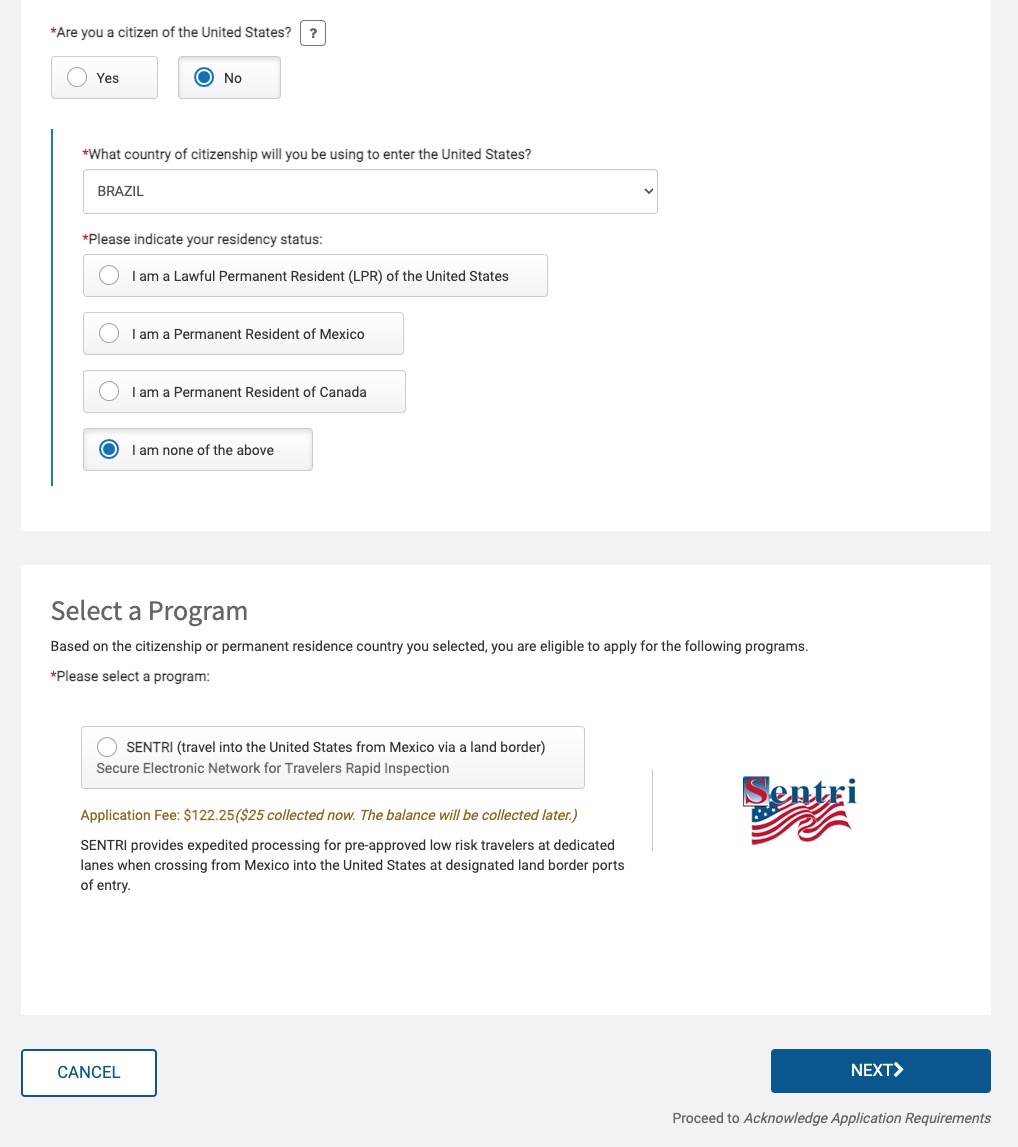 *Are you a citizen of the United States? ?
Yes No
*What country of citizenship will you be using to enter the United States?
BRAZIL
*Please indicate your residency status:
I am a Lawful Permanent Resident (LPR) of the United States
I am a Permanent Resident of Mexico
I am a Permanent Resident of Canada
I am none of the above
Select a Program
Based on the citizenship or permanent residence country you selected, you are eligible to apply for the following programs.
*Please select a program:
SENTRI (travel into the United States from Mexico via a land border)
Secure Electronic Network for Travelers Rapid Inspection
Application Fee: $122.25($25 collected now. The balance will be collected later.)
SENTRI provides expedited processing for pre-approved low risk travelers at dedicated
lanes when crossing from Mexico into the United States at designated land border ports
of entry.
Sentri
CANCEL
NEXT
Proceed to Acknowledge Application Requirements